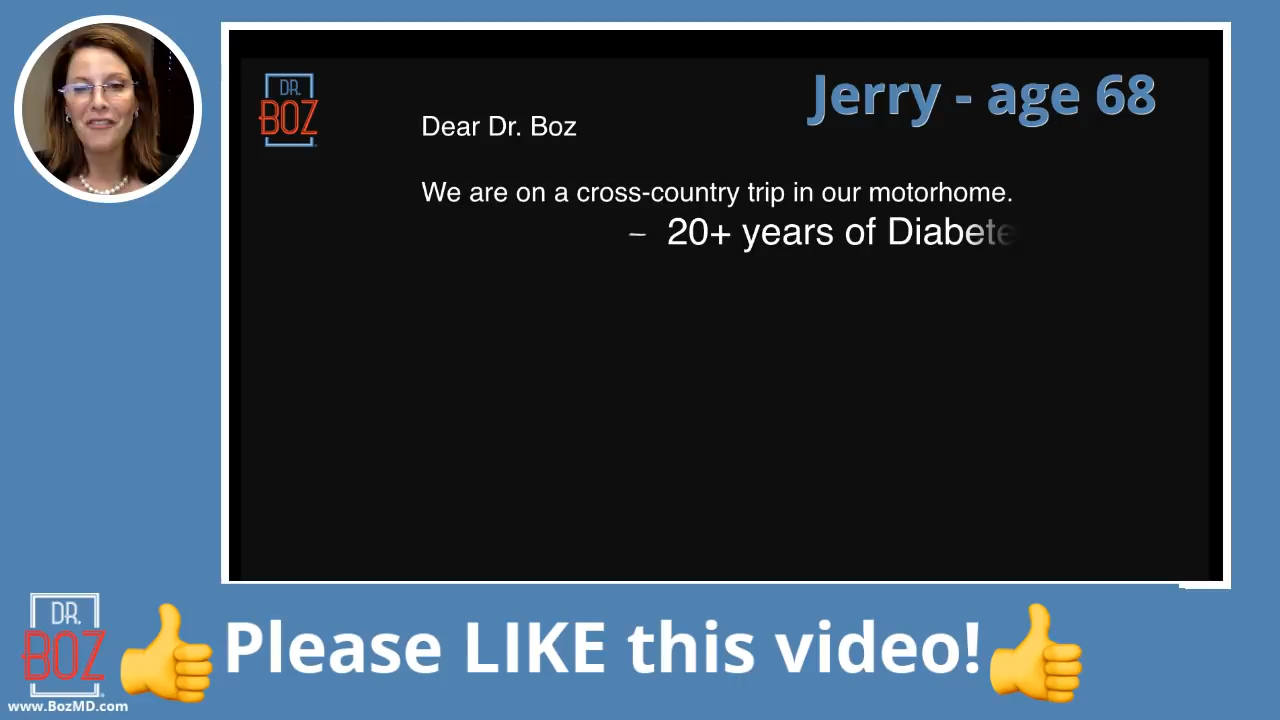 DR.
BOZ
Jerry - age 68
Dear Dr. Boz
We are on a cross-country trip in our motorhome.
– 20+ years of Diabete
DR.
BOZ
Please LIKE this video!
www.BozMD.com